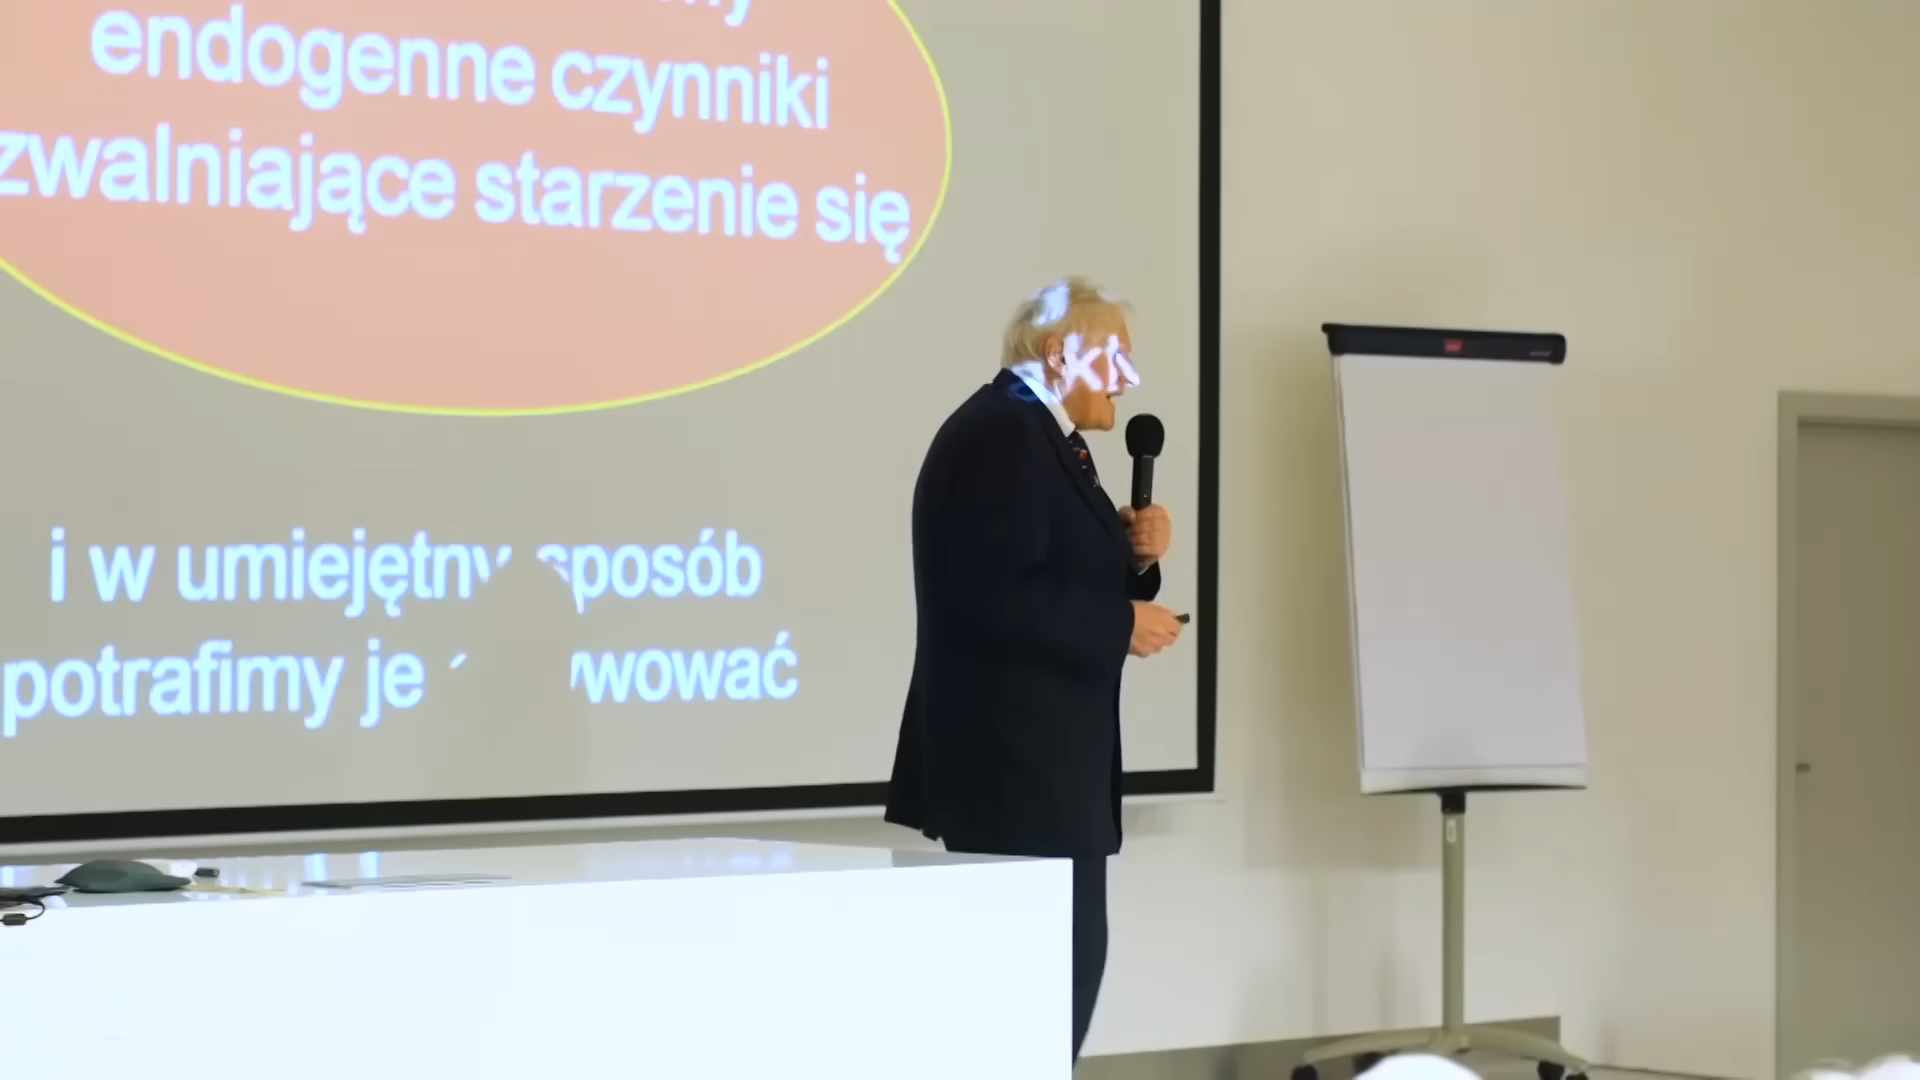 endogenne czynniki
zwalniające starzenie się
i w umiejętny sposób
potrafimy je